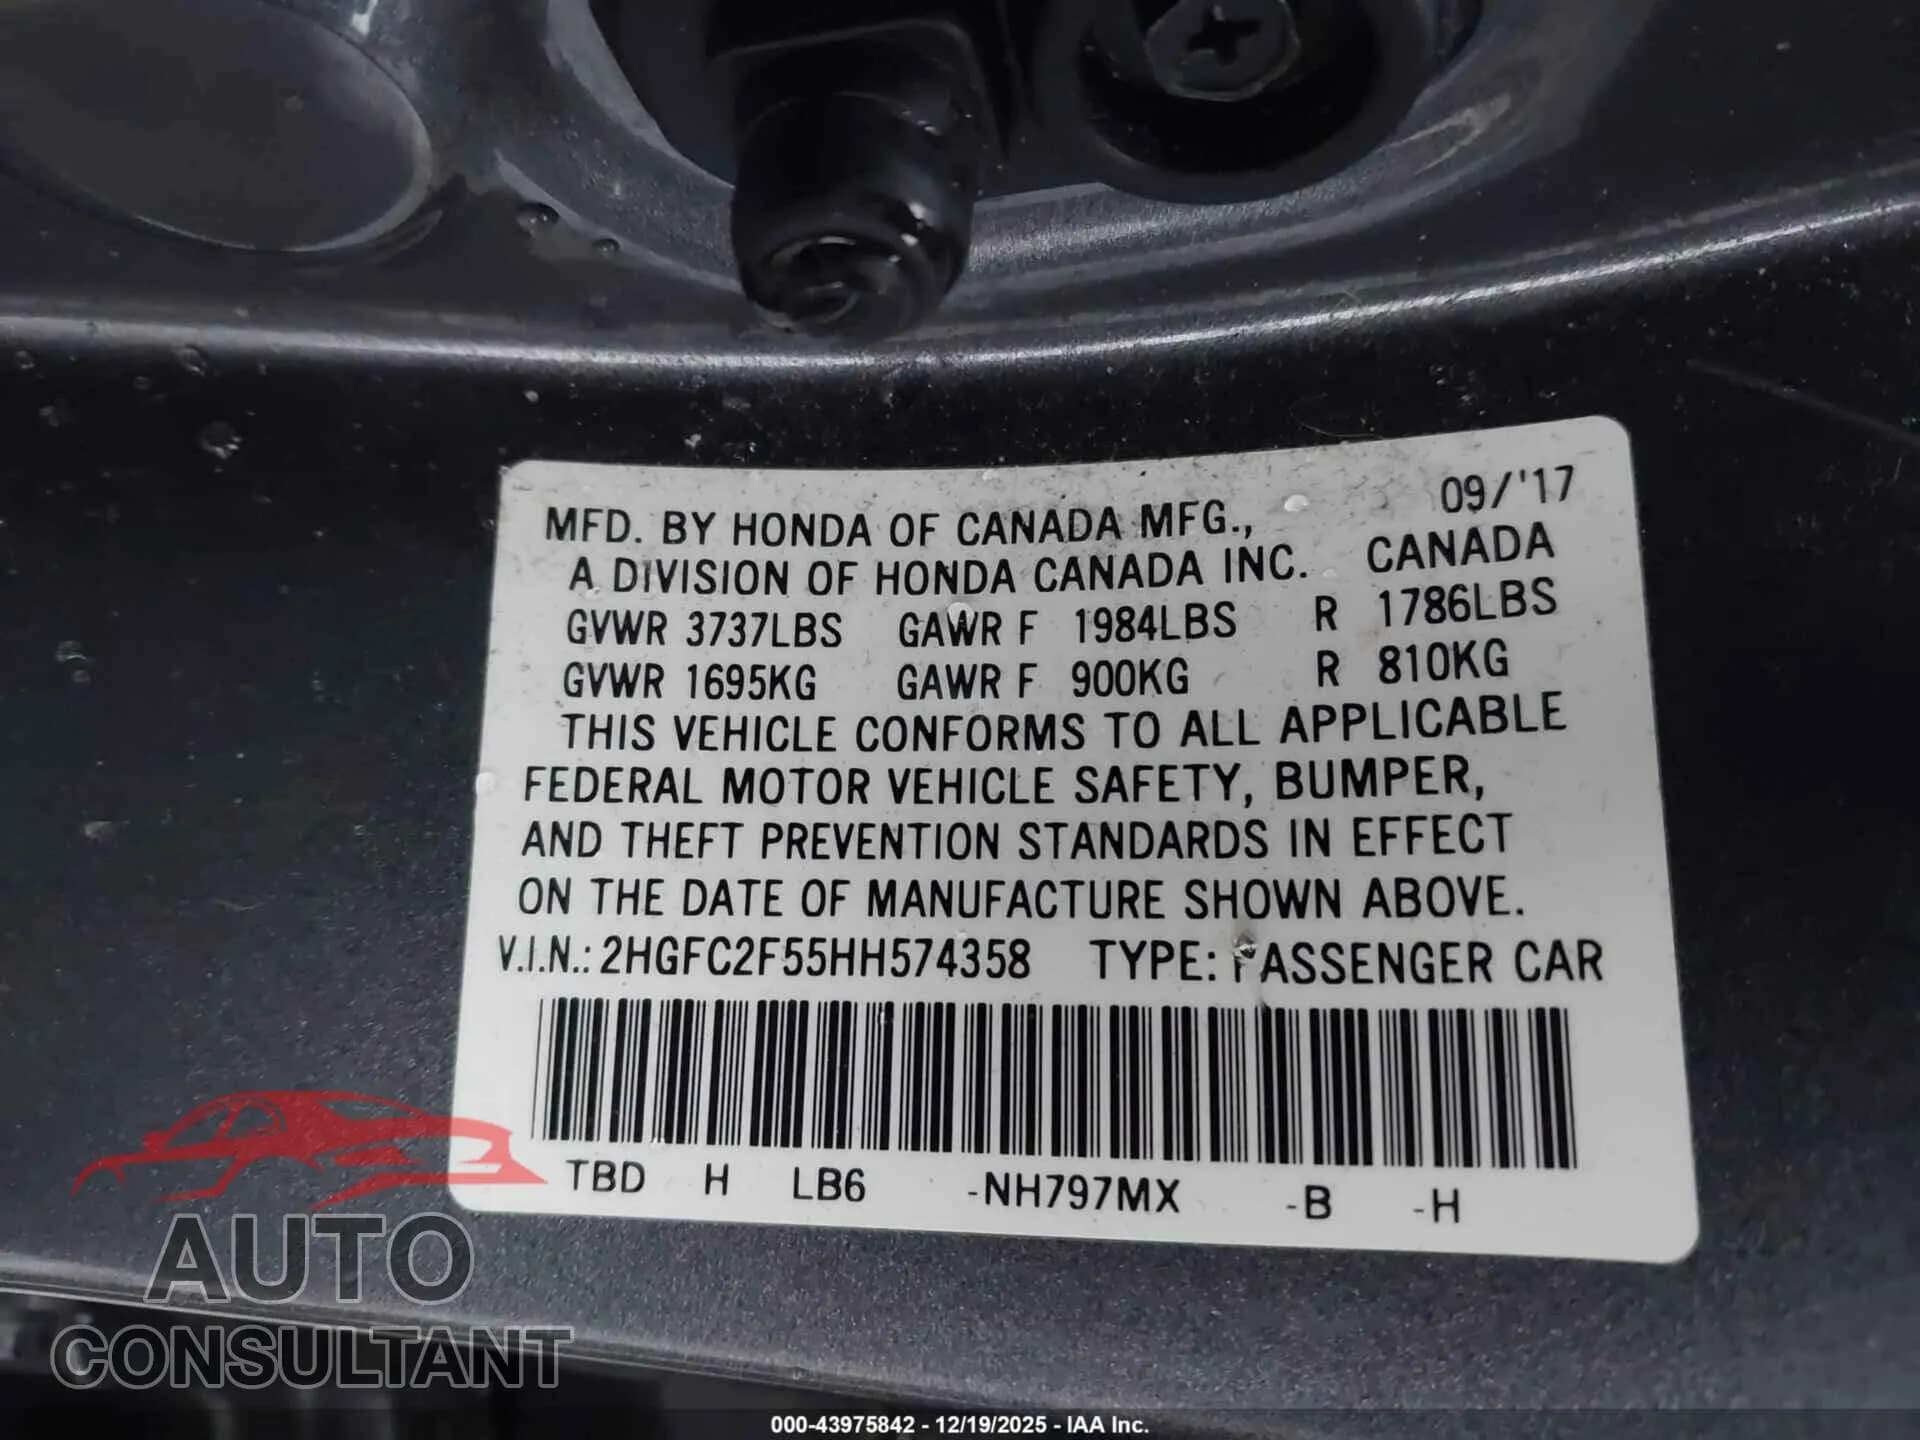 09/'17
MFD. BY HONDA OF CANADA MFG.,
A DIVISION OF HONDA CANADA INC. CANADA
GVWR 3737LBS GAWR F 1984LBS R 1786LBS
GVWR 1695KG GAWR F 900KG R 810KG
THIS VEHICLE CONFORMS TO ALL APPLICABLE
FEDERAL MOTOR VEHICLE SAFETY, BUMPER,
AND THEFT PREVENTION STANDARDS IN EFFECT
ON THE DATE OF MANUFACTURE SHOWN ABOVE.
V.I.N.: 2HGFC2F55HH574358 TYPE: PASSENGER CAR
TBD H LB6 -NH797MX -B -H
AUTO
CONSULTANT
000-43975842 - 12/19/2025 - IAA Inc.